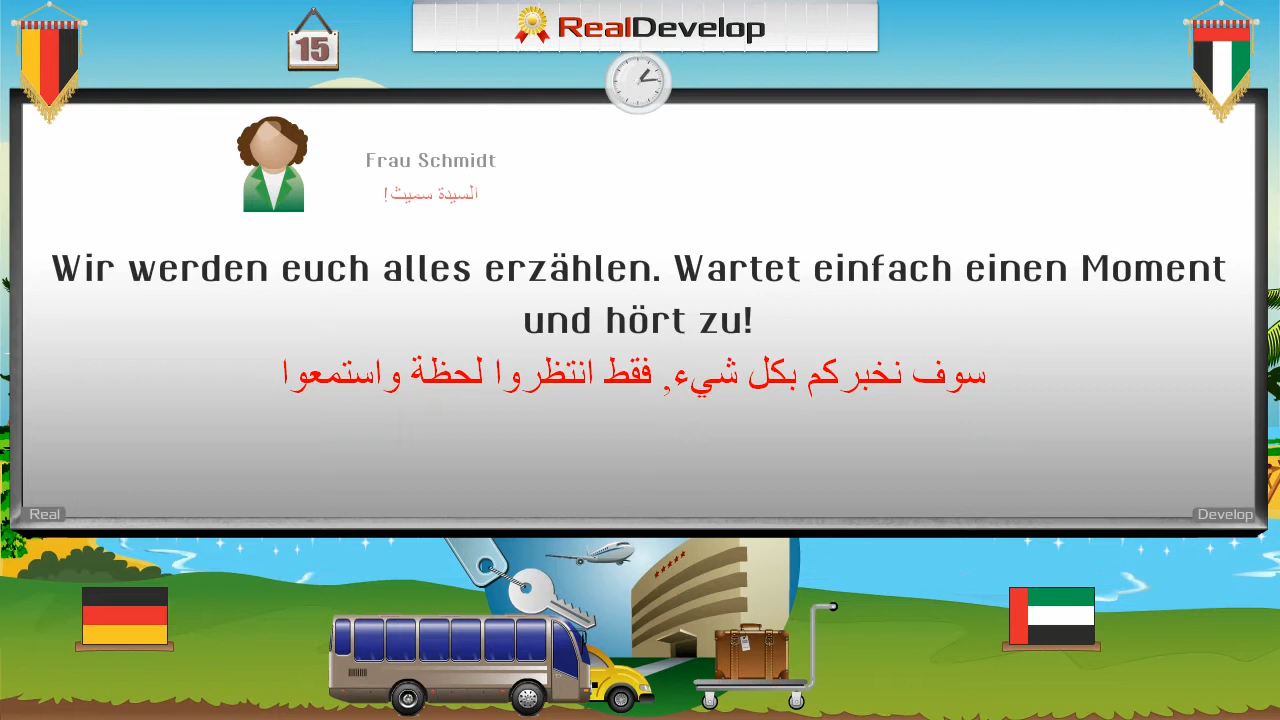 15
RealDevelop
Frau Schmidt
السيدة سميث!
Wir werden euch alles erzählen. Wartet einfach einen Moment
und hört zu!
سوف نخبركم بكل شيء, فقط انتظروا لحظة واستمعوا
Real
Develop